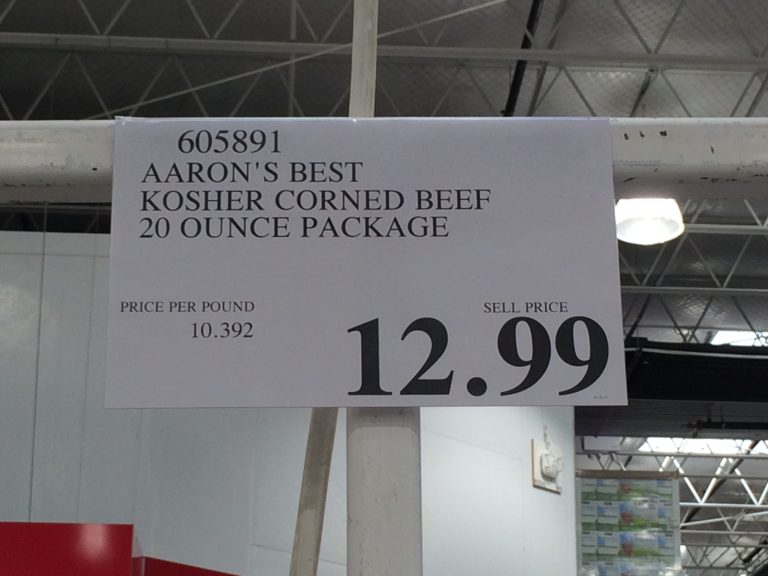 605891
AARON'S BEST
KOSHER CORNED BEEF
20 OUNCE PACKAGE
PRICE PER POUND
10.392
SELL PRICE
12.99